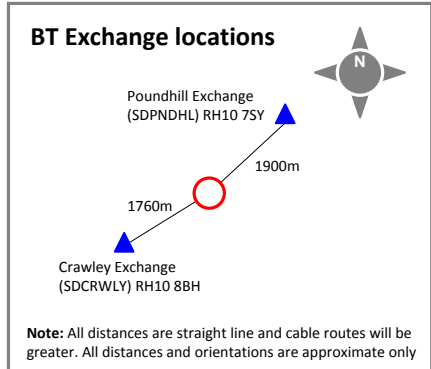 BT Exchange locations
N
Poundhill Exchange
(SDPNDHL) RH10 7SY
1900m
1760m
Crawley Exchange
(SDCRWLY) RH10 8BH
Note: All distances are straight line and cable routes will be
greater. All distances and orientations are approximate only